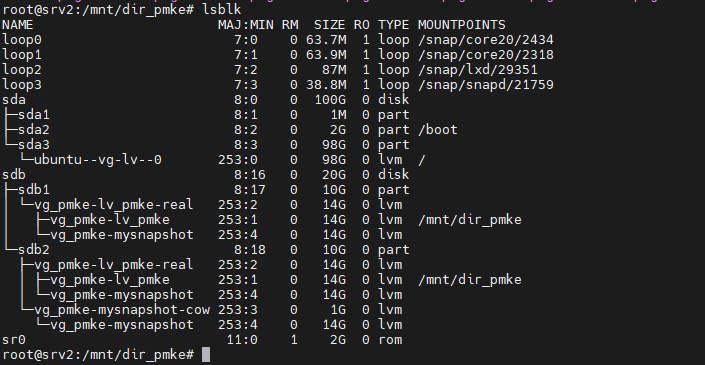 root@srv2:/mnt/dir_pmke# lsblk
NAME                      MAJ:MIN RM  SIZE RO TYPE MOUNTPOINTS
loop0                       7:0    0 63.7M  1 loop /snap/core20/2434
loop1                       7:1    0 63.9M  1 loop /snap/core20/2318
loop2                       7:2    0   87M  1 loop /snap/lxd/29351
loop3                       7:3    0 38.8M  1 loop /snap/snapd/21759
sda                         8:0    0  100G  0 disk
├─sda1                      8:1    0    1M  0 part
├─sda2                      8:2    0    2G  0 part /boot
└─sda3                      8:3    0   98G  0 part
  └─ubuntu--vg-lv--0      253:0    0   98G  0 lvm  /
sdb                         8:16   0   20G  0 disk
├─sdb1                      8:17   0   10G  0 part
│ └─vg_pmke-lv_pmke-real  253:2    0   14G  0 lvm
│   ├─vg_pmke-lv_pmke     253:1    0   14G  0 lvm  /mnt/dir_pmke
│   └─vg_pmke-mysnapshot  253:4    0   14G  0 lvm
└─sdb2                      8:18   0   10G  0 part
  ├─vg_pmke-lv_pmke-real  253:2    0   14G  0 lvm
  │ ├─vg_pmke-lv_pmke     253:1    0   14G  0 lvm  /mnt/dir_pmke
  │ └─vg_pmke-mysnapshot  253:4    0   14G  0 lvm
  └─vg_pmke-mysnapshot-cow 253:3   0    1G  0 lvm
    └─vg_pmke-mysnapshot  253:4    0   14G  0 lvm
sr0                        11:0    1    2G  0 rom
root@srv2:/mnt/dir_pmke#